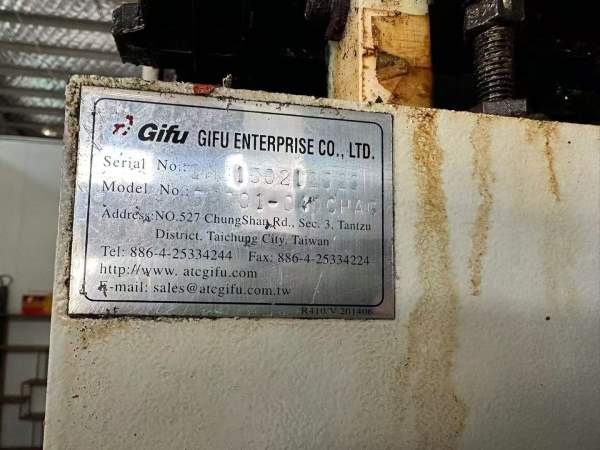 Gifu GIFU ENTERPRISE CO., LTD.
Serial No.:
Model No.:
Address:NO.527 ChungShan Rd., Sec. 3, Tantzu
District, Taichung City, Taiwan
Tel: 886-4-25334244 Fax: 886-4-25334224
http://www. atcgifu.com
e-mail: sales@atcgifu.com.tw
R410/V 201406